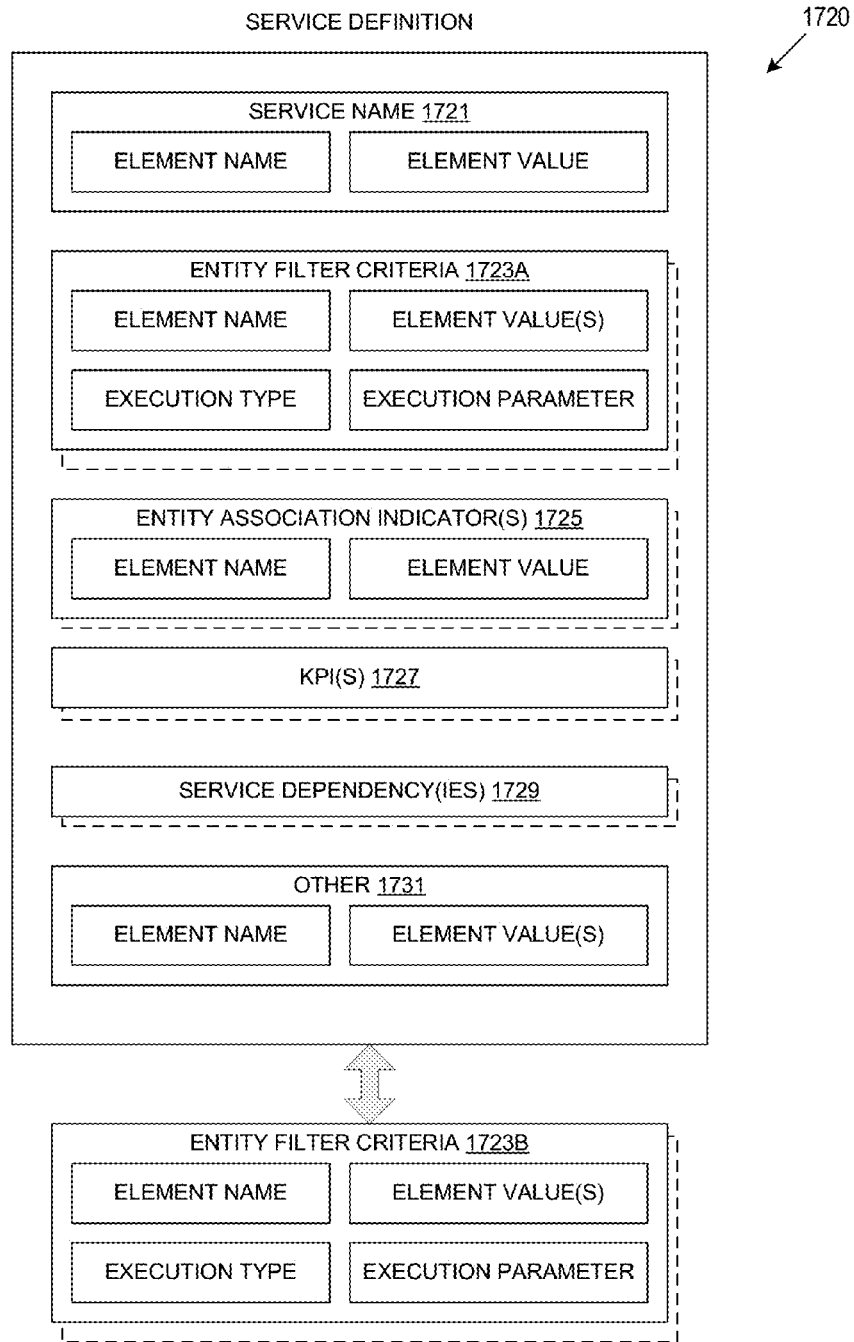 SERVICE DEFINITION
1720
SERVICE NAME 1721
ELEMENT NAME
ELEMENT VALUE
ENTITY FILTER CRITERIA 1723A
ELEMENT NAME
ELEMENT VALUE(S)
EXECUTION TYPE
EXECUTION PARAMETER
ENTITY ASSOCIATION INDICATOR(S) 1725
ELEMENT NAME
ELEMENT VALUE
KPI(S) 1727
SERVICE DEPENDENCY(IES) 1729
OTHER 1731
ELEMENT NAME
ELEMENT VALUE(S)
ENTITY FILTER CRITERIA 1723B
ELEMENT NAME
ELEMENT VALUE(S)
EXECUTION TYPE
EXECUTION PARAMETER